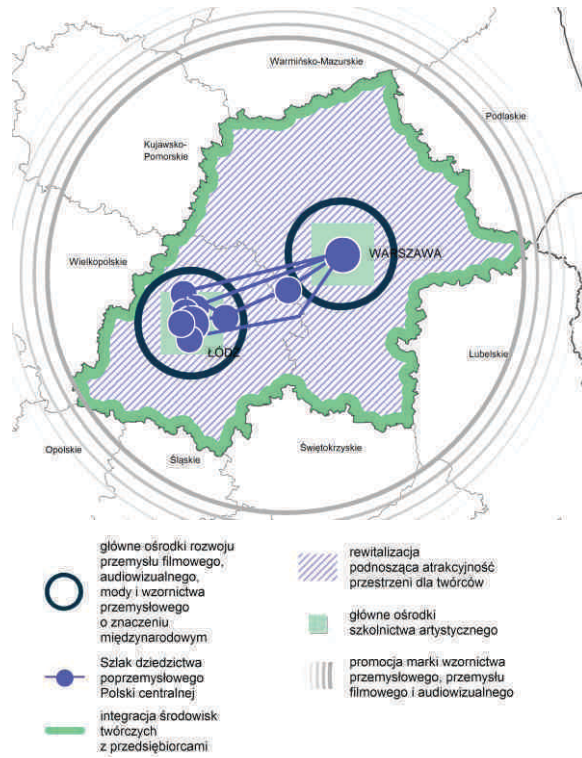 Warmińsko-Mazurskie
Podlaskie
Kujawsko-
Pomorskie
Wielkopolskie
WARSZAWA
ŁÓDŹ
Lubelskie
Opolskie
Śląskie
Świętokrzyskie
główne ośrodki rozwoju
przemysłu filmowego,
audiowizualnego,
mody i wzornictwa
przemysłowego
o znaczeniu
międzynarodowym
Szlak dziedzictwa
poprzemysłowego
Polski centralnej
integracja środowisk
twórczych
z przedsiębiorcami
rewitalizacja
podnosząca atrakcyjność
przestrzeni dla twórców
główne ośrodki
szkolnictwa artystycznego
promocja marki wzornictwa
przemysłowego, przemysłu
filmowego i audiowizualnego